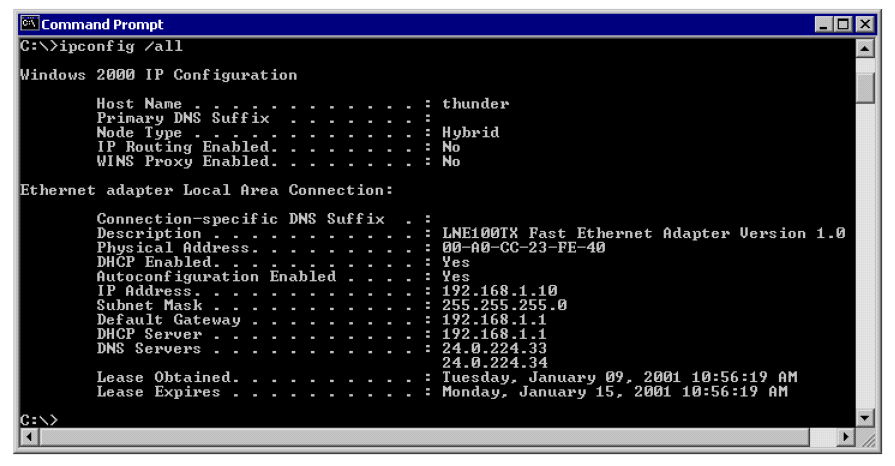 Command Prompt
C:\>ipconfig /all
Windows 2000 IP Configuration
Host Name . . . . . . . . . . . . : thunder
Primary DNS Suffix . . . . . . . :
Node Type . . . . . . . . . . . . : Hybrid
IP Routing Enabled. . . . . . . . : No
WINS Proxy Enabled. . . . . . . . : No
Ethernet adapter Local Area Connection:
Connection-specific DNS Suffix . :
Description . . . . . . . . . . . : LNE100TX Fast Ethernet Adapter Version 1.0
Physical Address. . . . . . . . . : 00-A0-CC-23-FE-40
DHCP Enabled. . . . . . . . . . . : Yes
Autoconfiguration Enabled . . . . : Yes
IP Address. . . . . . . . . . . . : 192.168.1.10
Subnet Mask . . . . . . . . . . . : 255.255.255.0
Default Gateway . . . . . . . . . : 192.168.1.1
DHCP Server . . . . . . . . . . . : 192.168.1.1
DNS Servers . . . . . . . . . . . : 24.0.224.33
24.0.224.34
Lease Obtained. . . . . . . . . . : Tuesday, January 09, 2001 10:56:19 AM
Lease Expires . . . . . . . . . . : Monday, January 15, 2001 10:56:19 AM
C:\>